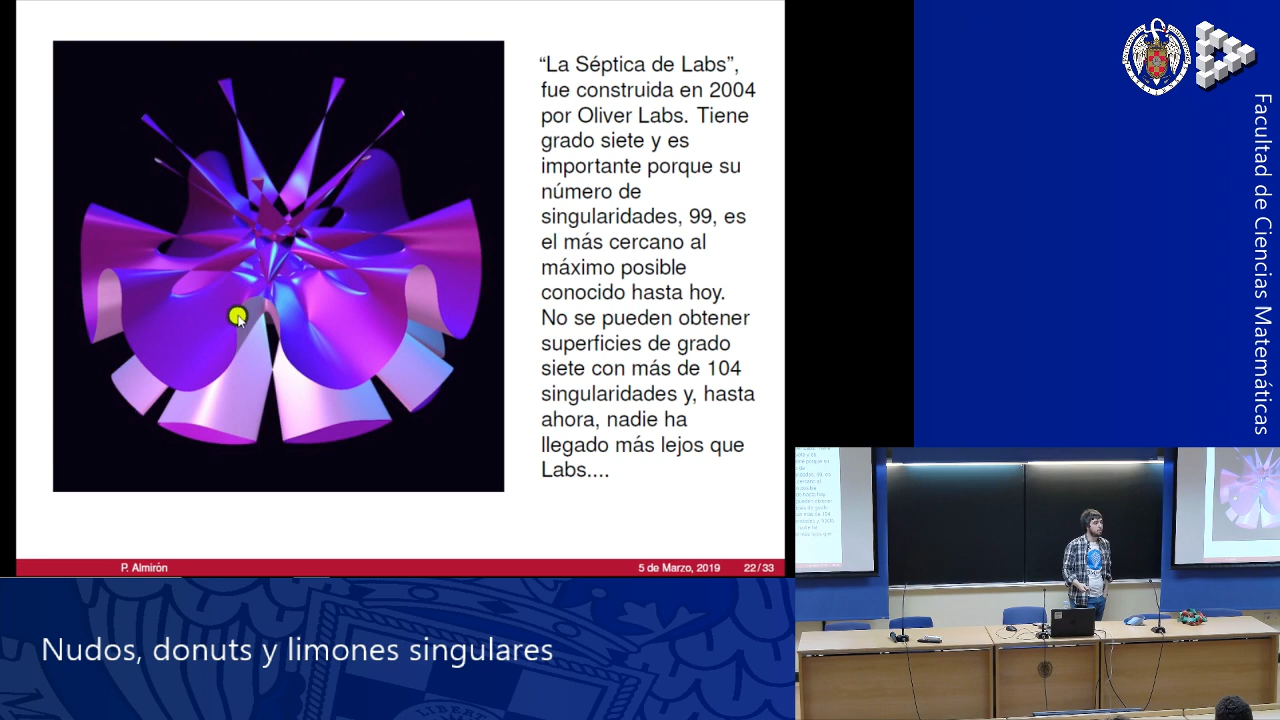 “La Séptica de Labs”,
fue construida en 2004
por Oliver Labs. Tiene
grado siete y es
importante porque su
número de
singularidades, 99, es
el más cercano al
máximo posible
conocido hasta hoy.
No se pueden obtener
superficies de grado
siete con más de 104
singularidades y, hasta
ahora, nadie ha
llegado más lejos que
Labs....
P. Almirón
5 de Marzo, 2019
22/33
Nudos, donuts y limones singulares
Facultad de Ciencias Matemáticas